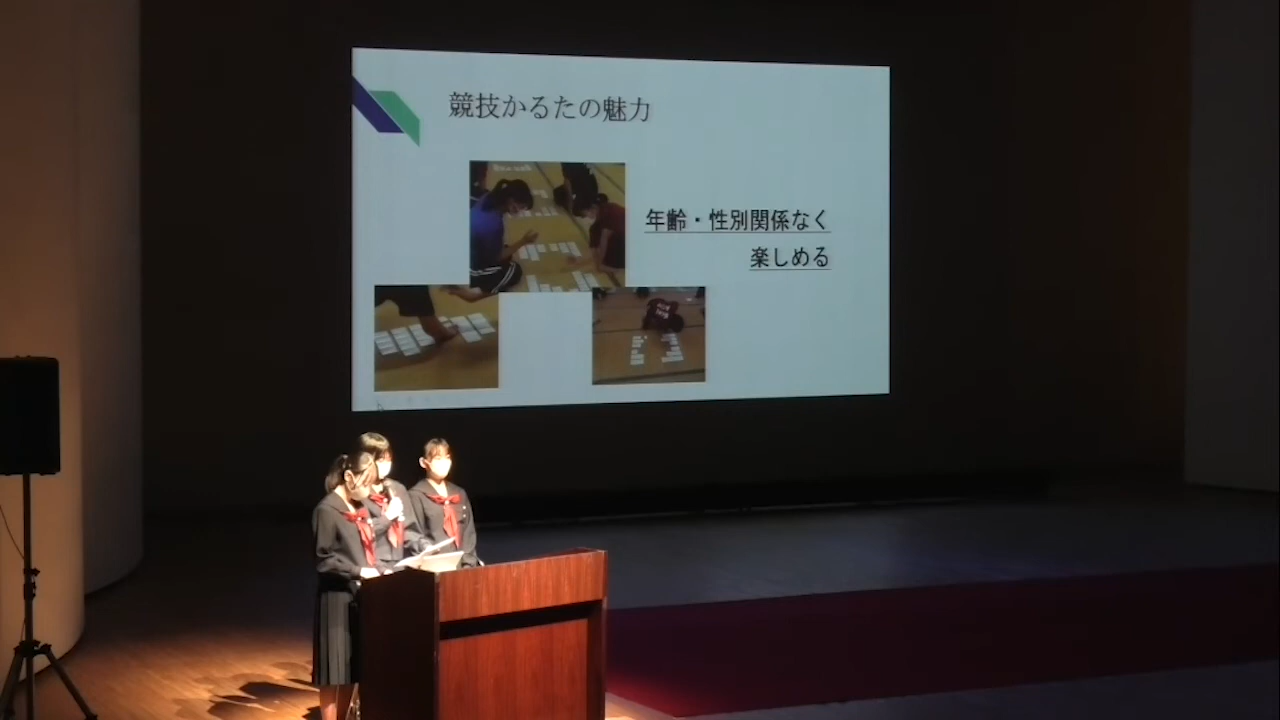 競技かるたの魅力
年齢・性別関係なく
楽しめる